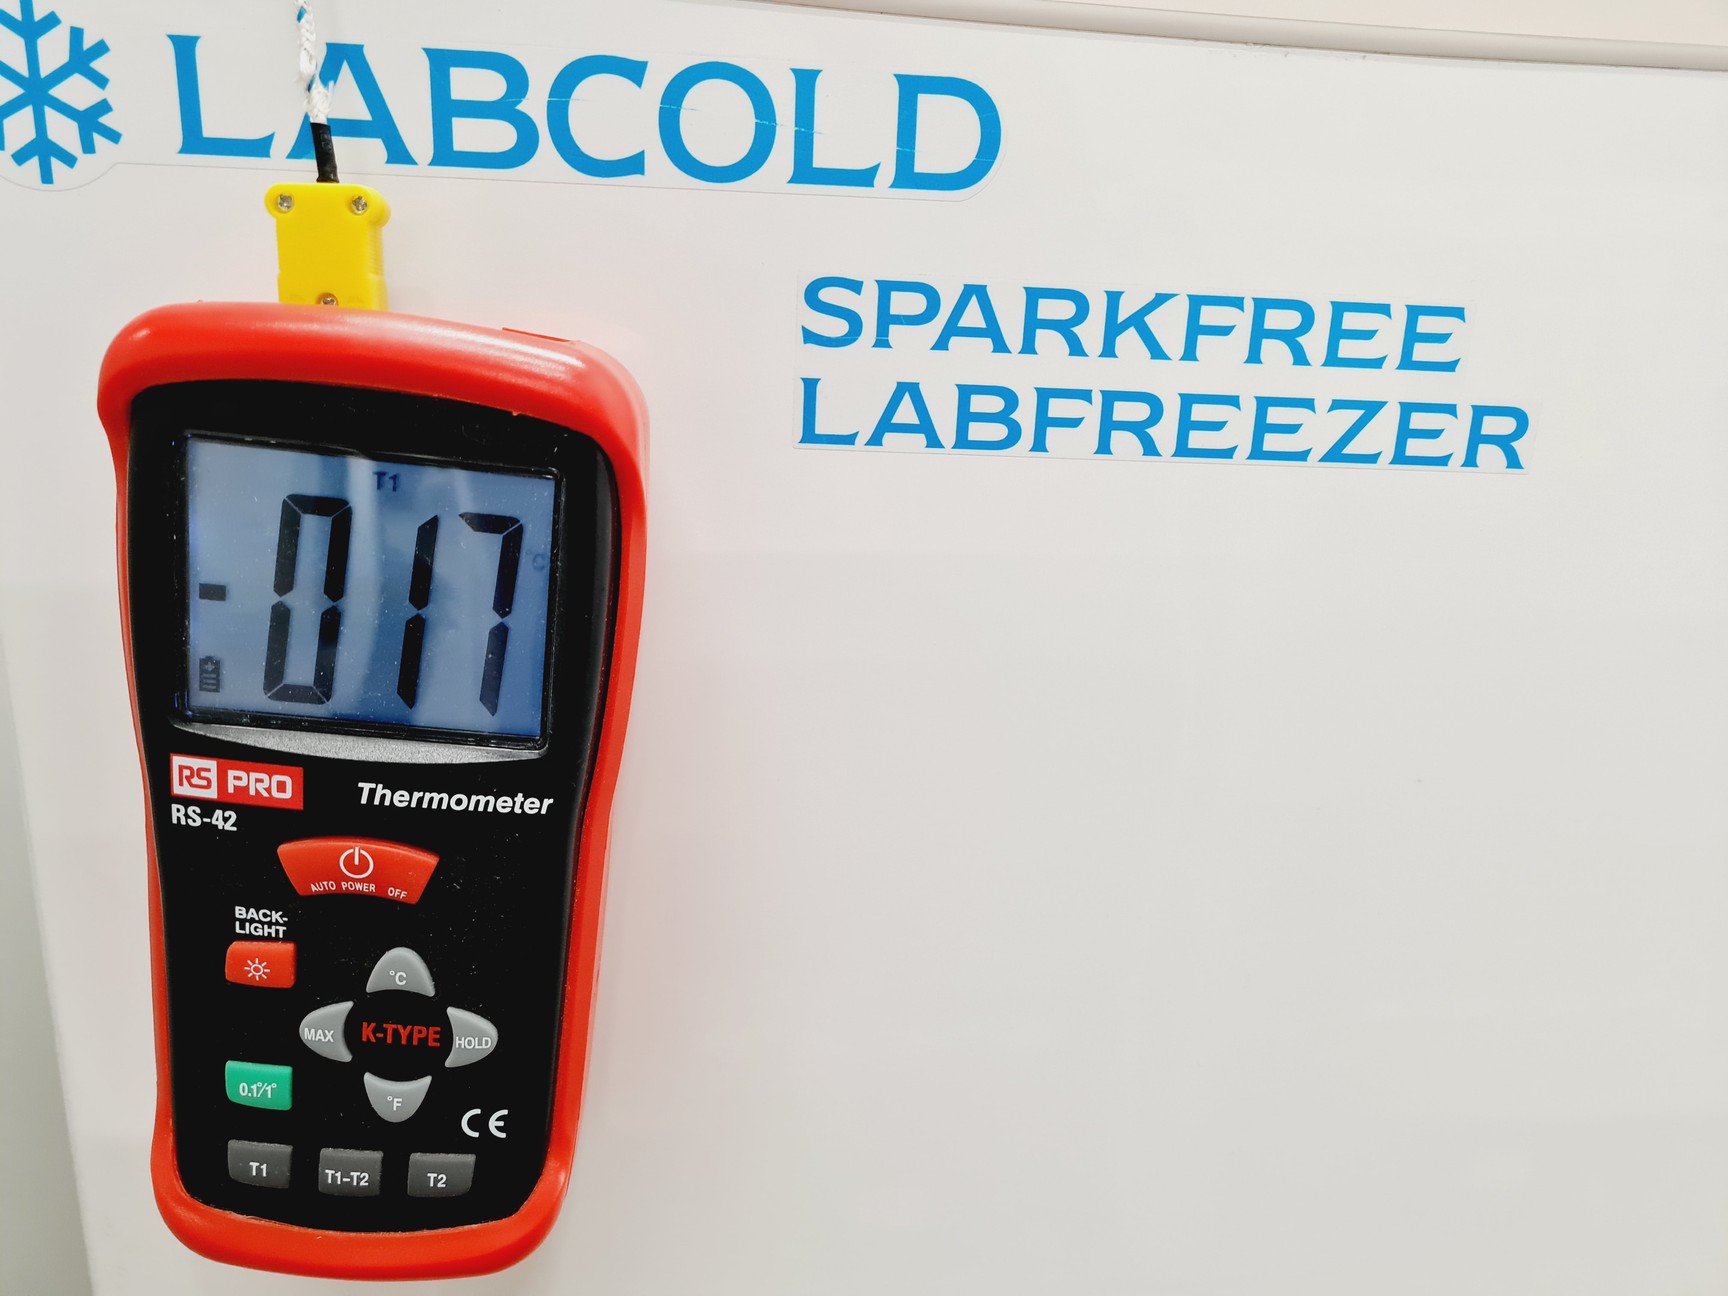 LABCOLD
SPARKFREE
LABFREEZER
T1
-017
°C
RS PRO
Thermometer
RS-42
AUTO POWER OFF
BACK-
LIGHT
°C
MAX
K-TYPE
HOLD
0.1°/1°
°F
CE
T1
T1-T2
T2